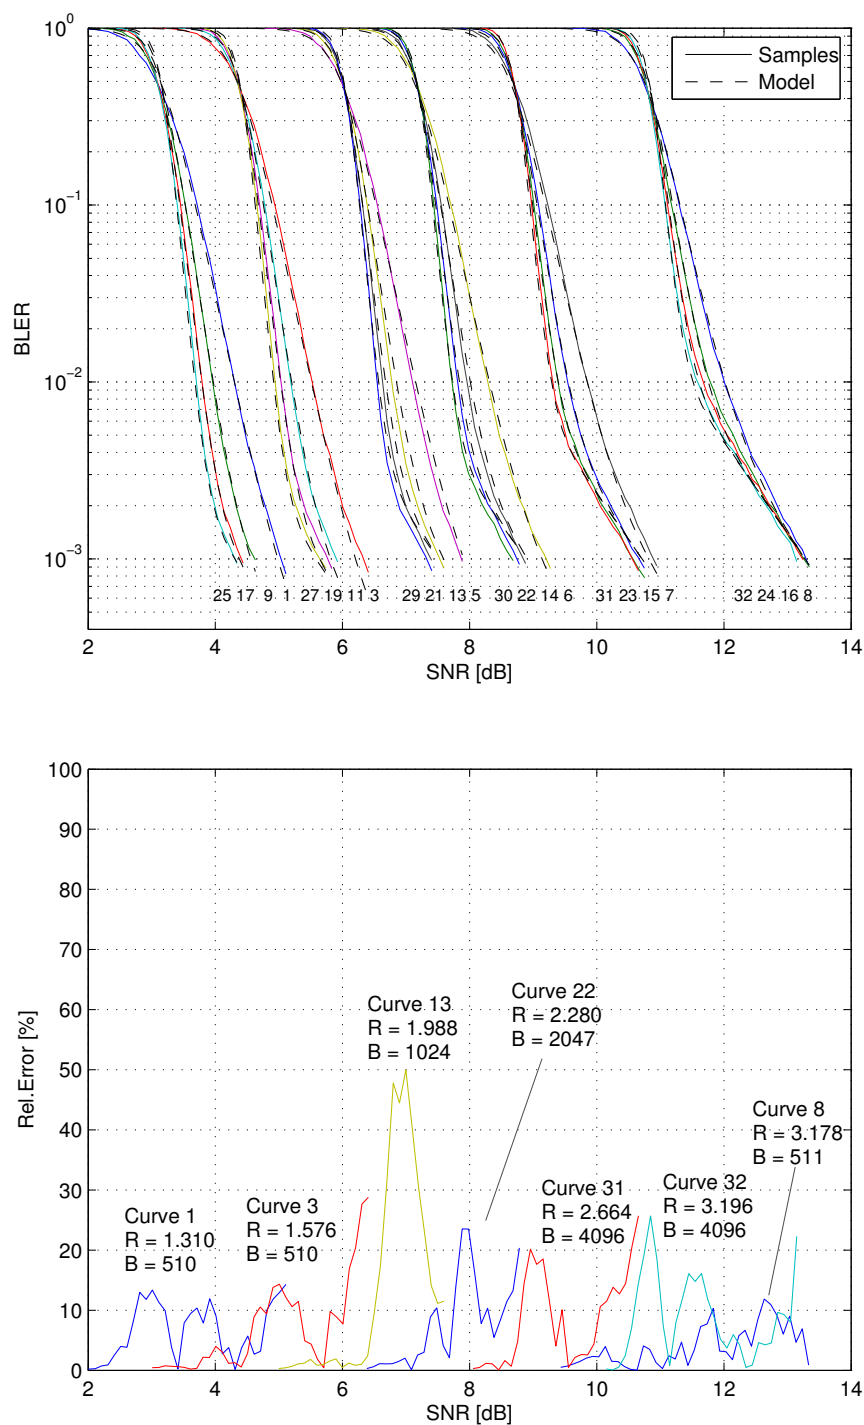 10^0
10^-1
10^-2
10^-3
BLER
Samples
Model
25 17 9 1 27 19 11 3 29 21 13 5 30 22 14 6 31 23 15 7 32 24 16 8
2 4 6 8 10 12 14
SNR [dB]
100
90
80
70
60
50
40
30
20
10
0
Rel.Error [%]
Curve 1
R = 1.310
B = 510
Curve 3
R = 1.576
B = 510
Curve 13
R = 1.988
B = 1024
Curve 22
R = 2.280
B = 2047
Curve 31
R = 2.664
B = 4096
Curve 32
R = 3.196
B = 4096
Curve 8
R = 3.178
B = 511
2 4 6 8 10 12 14
SNR [dB]